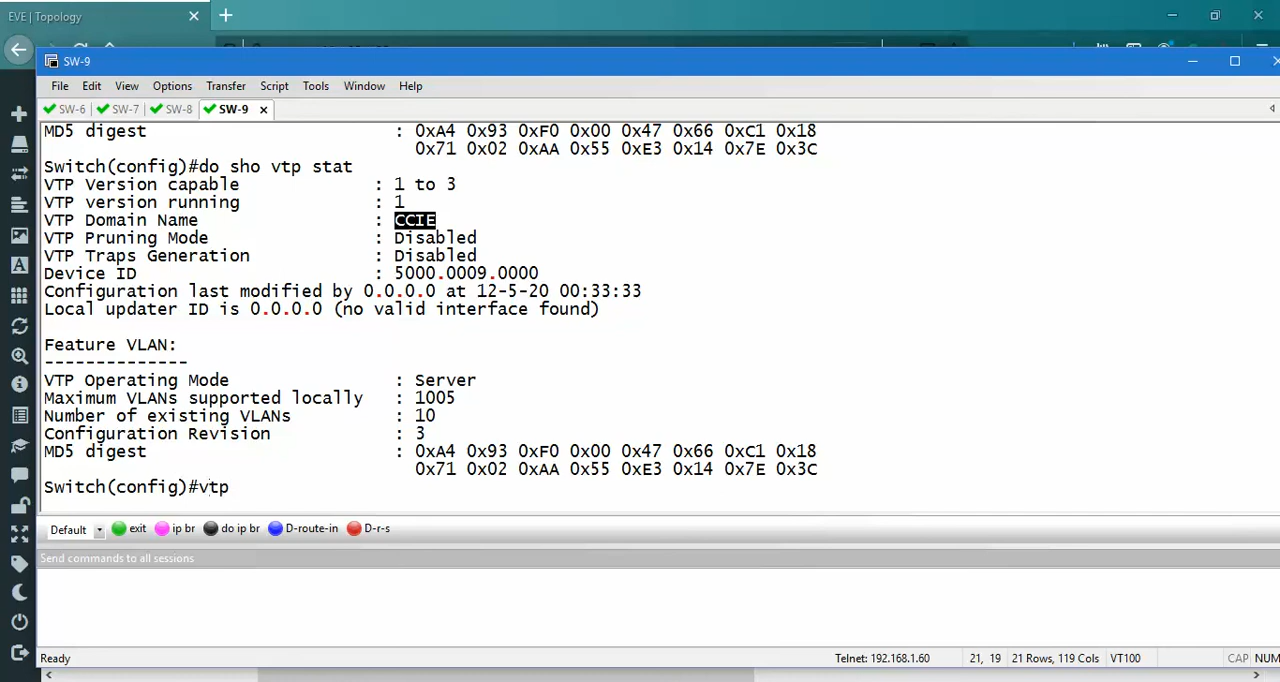 EVE | Topology
SW-9
File Edit View Options Transfer Script Tools Window Help
SW-6 SW-7 SW-8 SW-9
MD5 digest : 0xA4 0x93 0xF0 0x00 0x47 0x66 0xC1 0x18
0x71 0x02 0xAA 0x55 0xE3 0x14 0x7E 0x3C
Switch(config)#do sho vtp stat
VTP Version capable : 1 to 3
VTP version running : 1
VTP Domain Name : CCIE
VTP Pruning Mode : Disabled
VTP Traps Generation : Disabled
Device ID : 5000.0009.0000
Configuration last modified by 0.0.0.0 at 12-5-20 00:33:33
Local updater ID is 0.0.0.0 (no valid interface found)
Feature VLAN:
--------------
VTP Operating Mode : Server
Maximum VLANs supported locally : 1005
Number of existing VLANs : 10
Configuration Revision : 3
MD5 digest : 0xA4 0x93 0xF0 0x00 0x47 0x66 0xC1 0x18
0x71 0x02 0xAA 0x55 0xE3 0x14 0x7E 0x3C
Switch(config)#vtp
Default exit ip br do ip br D-route-in D-r-s
Send commands to all sessions
Ready Telnet: 192.168.1.60 21, 19 21 Rows, 119 Cols VT100 CAP NUM